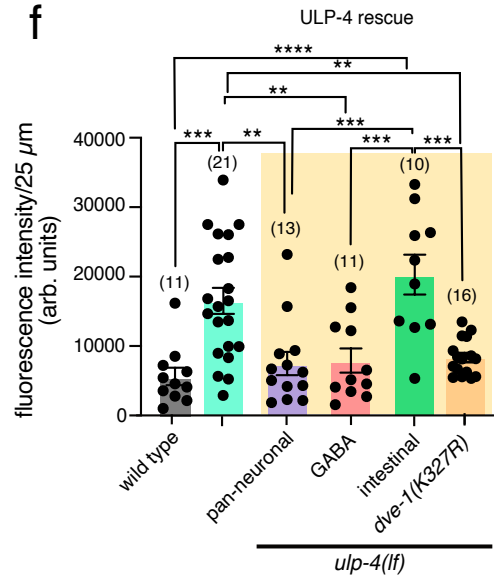 f
ULP-4 rescue
****
**
**
***
***
**
***
***
(21)
(10)
(13)
(11)
(11)
(16)
fluorescence intensity/25 µm
(arb. units)
40000
30000
20000
10000
0
wild type
pan-neuronal
GABA
intestinal
dve-1(K327R)
ulp-4(lf)